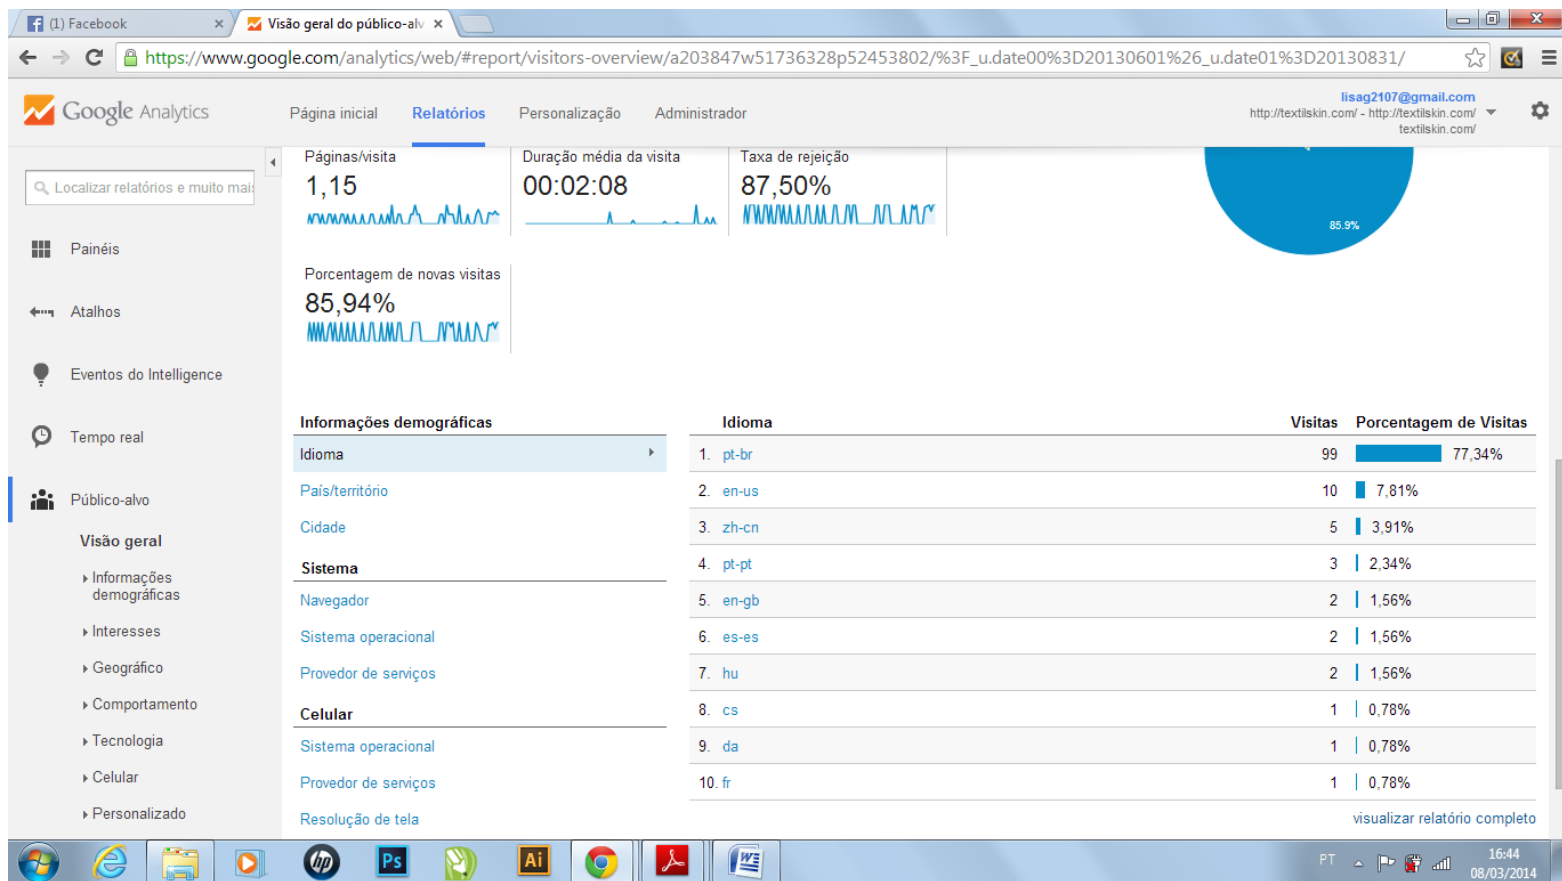 (1) Facebook
Visão geral do público-alv
https://www.google.com/analytics/web/#report/visitors-overview/a203847w51736328p52453802/%3F_u.date00%3D20130601%26_u.date01%3D20130831/
Google Analytics
Página inicial
Relatórios
Personalização
Administrador
lisag2107@gmail.com
http://textilskin.com/ - http://textilskin.com/
textilskin.com/
Localizar relatórios e muito mais
Painéis
Atalhos
Eventos do Intelligence
Tempo real
Público-alvo
Visão geral
Informações
demográficas
Interesses
Geográfico
Comportamento
Tecnologia
Celular
Personalizado
Páginas/visita
1,15
Duração média da visita
00:02:08
Taxa de rejeição
87,50%
85.9%
Porcentagem de novas visitas
85,94%
Informações demográficas
Idioma
País/território
Cidade
Sistema
Navegador
Sistema operacional
Provedor de serviços
Celular
Sistema operacional
Provedor de serviços
Resolução de tela
Idioma Visitas Porcentagem de Visitas
1. pt-br 99 77,34%
2. en-us 10 7,81%
3. zh-cn 5 3,91%
4. pt-pt 3 2,34%
5. en-gb 2 1,56%
6. es-es 2 1,56%
7. hu 2 1,56%
8. cs 1 0,78%
9. da 1 0,78%
10. fr 1 0,78%
visualizar relatório completo
hp
Ps
Ai
W
PT
16:44
08/03/2014